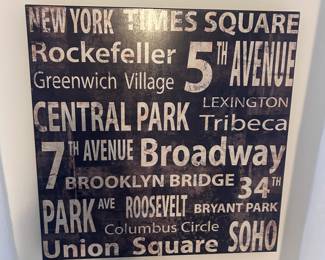 NEW YORK TIMES SQUARE
Rockefeller 5TH AVENUE
Greenwich Village
CENTRAL PARK LEXINGTON
Tribeca
7TH AVENUE Broadway
BROOKLYN BRIDGE 34TH
PARK AVE ROOSEVELT BRYANT PARK
Columbus Circle
Union Square SOHO